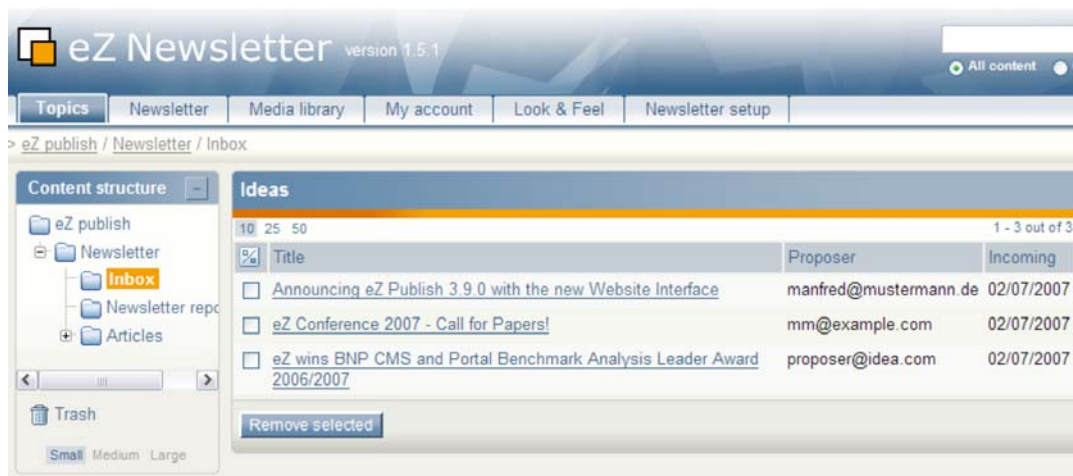 eZ Newsletter version 1.5.1
All content
Topics Newsletter Media library My account Look & Feel Newsletter setup
> eZ publish / Newsletter / Inbox
Content structure
Ideas
eZ publish
10 25 50
1 - 3 out of 3
Newsletter
Title Proposer Incoming
Inbox
Announcing eZ Publish 3.9.0 with the new Website Interface manfred@mustermann.de 02/07/2007
Newsletter repo
eZ Conference 2007 - Call for Papers! mm@example.com 02/07/2007
Articles
eZ wins BNP CMS and Portal Benchmark Analysis Leader Award proposer@idea.com 02/07/2007
2006/2007
Trash
Remove selected
Small Medium Large